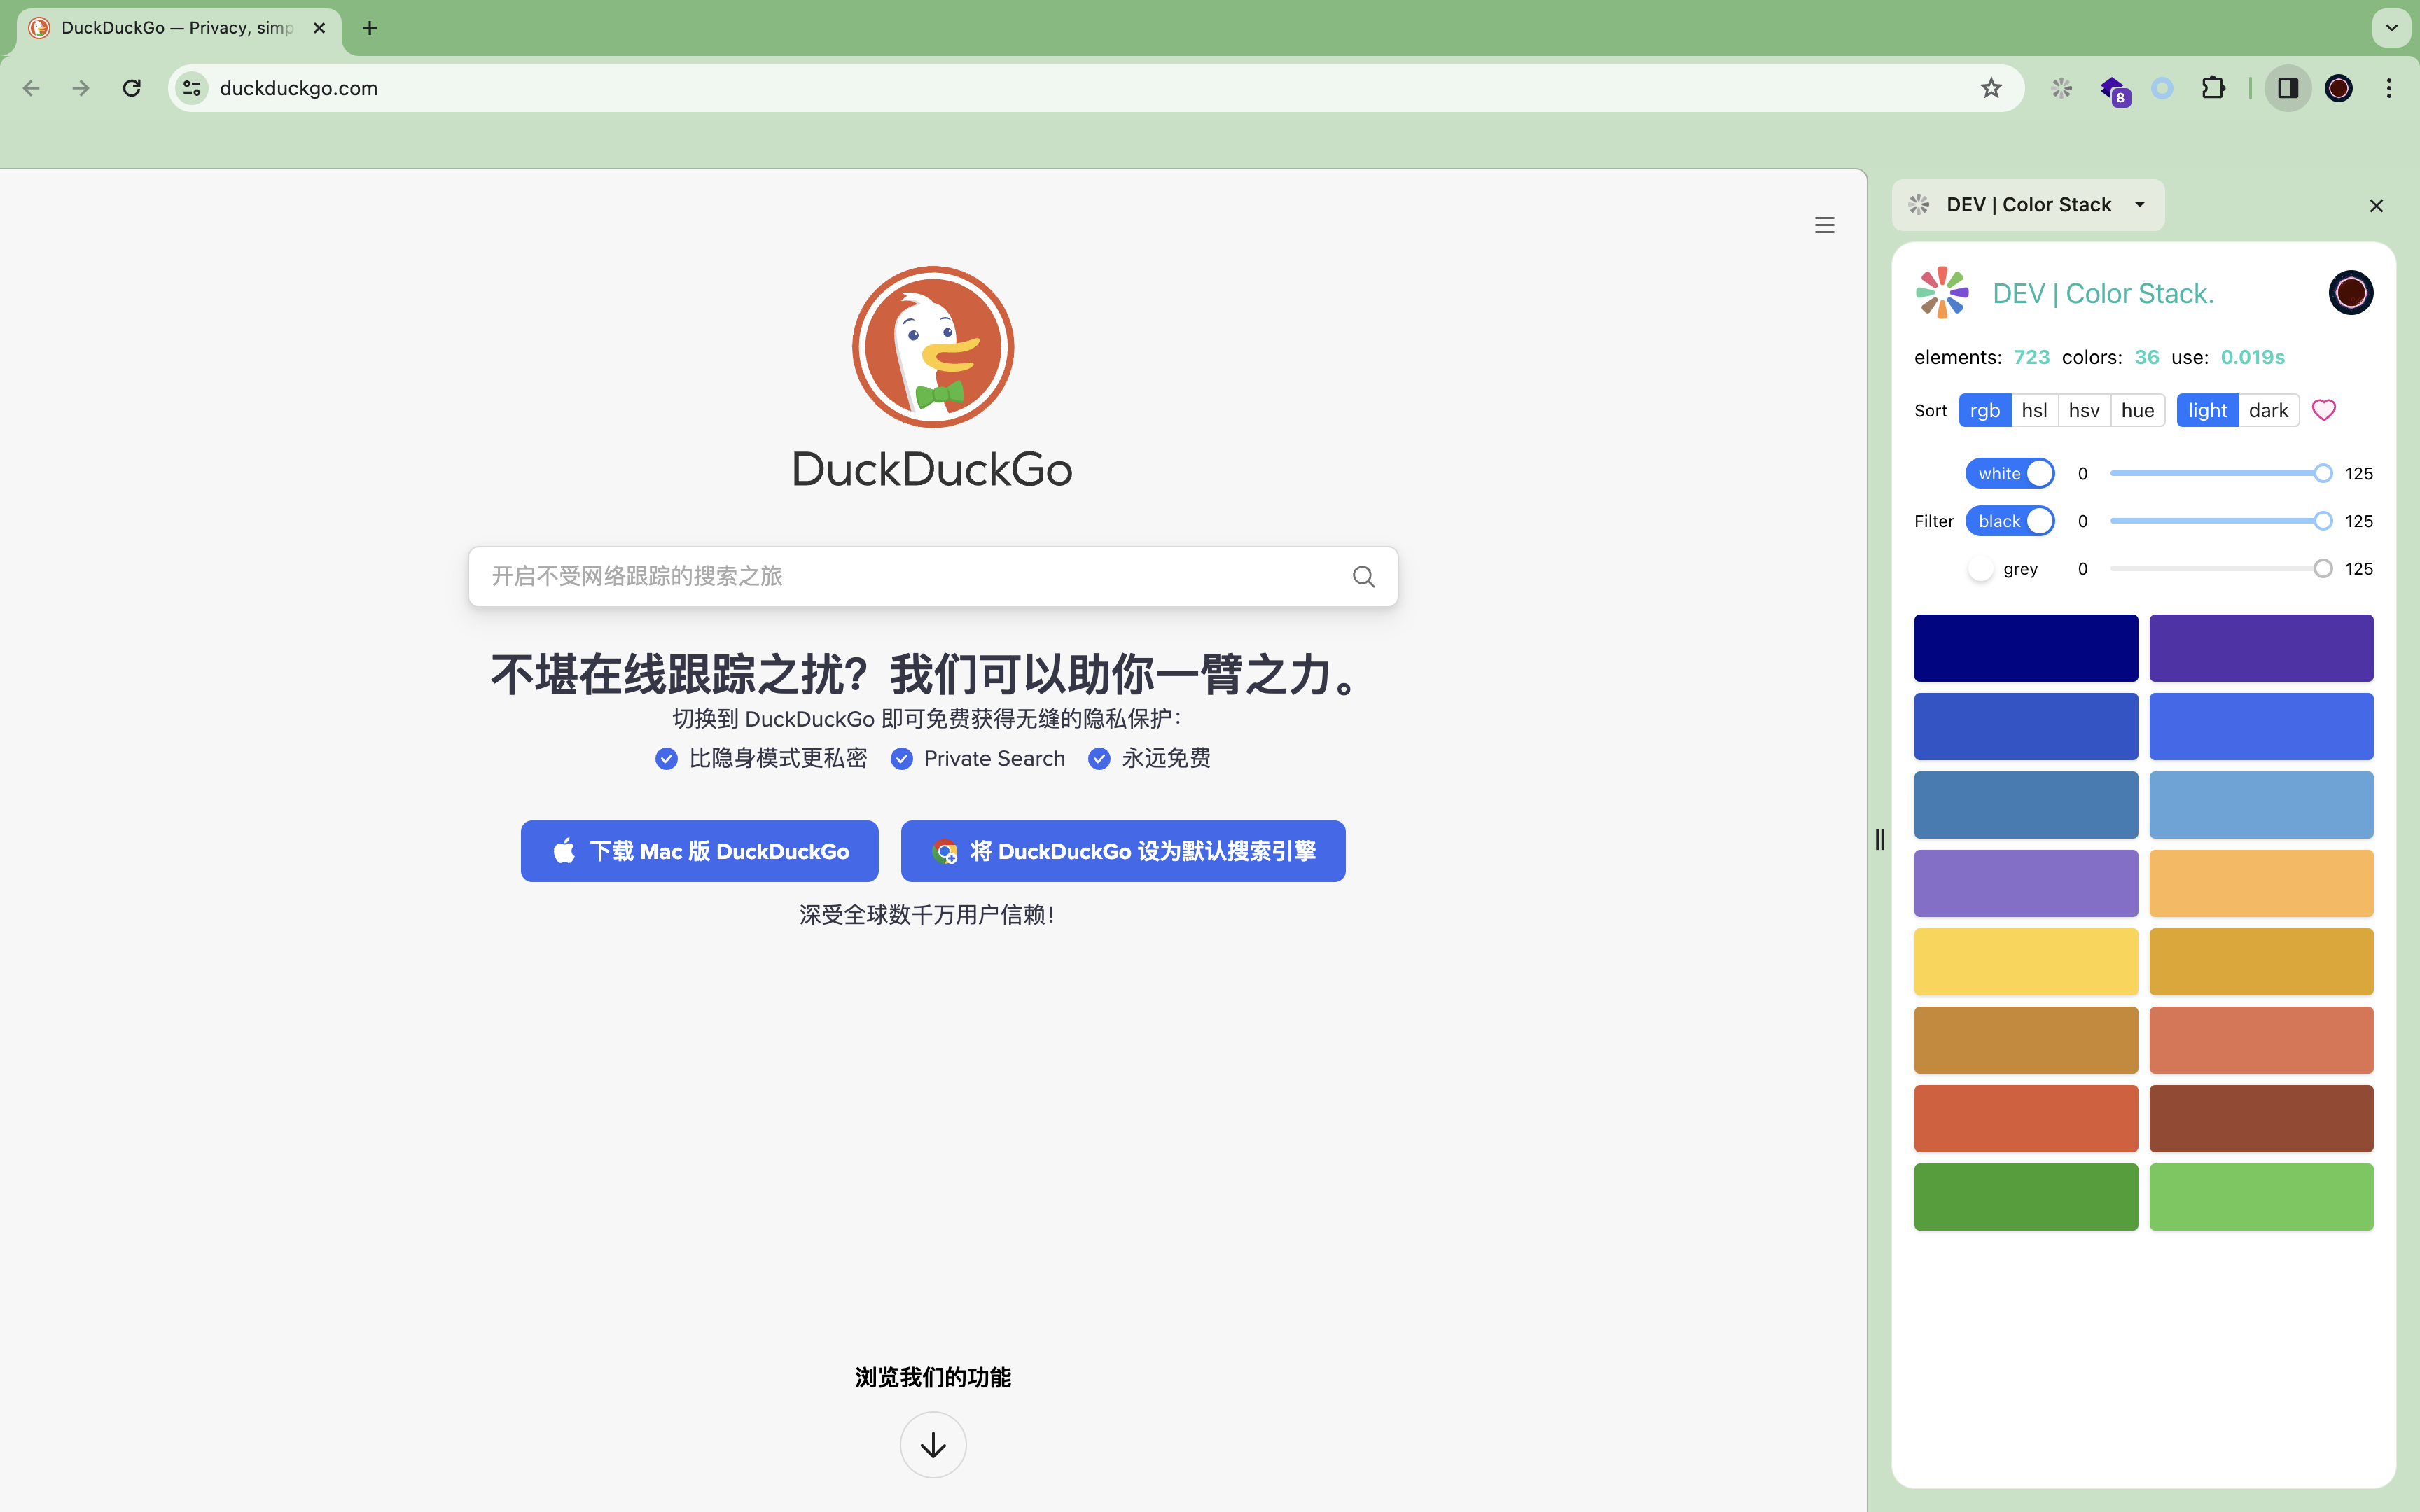 DuckDuckGo — Privacy, simp
duckduckgo.com
8
DuckDuckGo
开启不受网络跟踪的搜索之旅
不堪在线跟踪之扰？我们可以助你一臂之力。
切换到 DuckDuckGo 即可免费获得无缝的隐私保护：
比隐身模式更私密 Private Search 永远免费
下载 Mac 版 DuckDuckGo 将 DuckDuckGo 设为默认搜索引擎
深受全球数千万用户信赖！
浏览我们的功能
DEV | Color Stack
DEV | Color Stack.
elements: 723 colors: 36 use: 0.019s
Sort rgb hsl hsv hue light dark
white 0 125
Filter black 0 125
grey 0 125